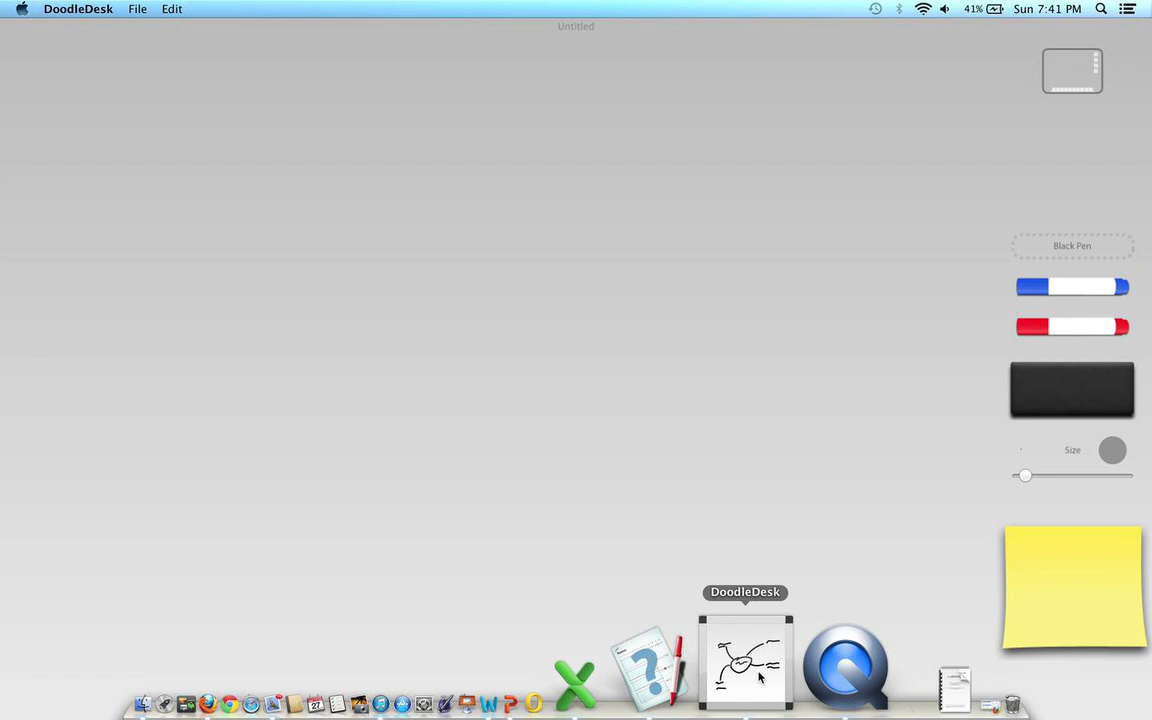 DoodleDesk File Edit 41% Sun 7:41 PM
Untitled
Black Pen
Size
DoodleDesk